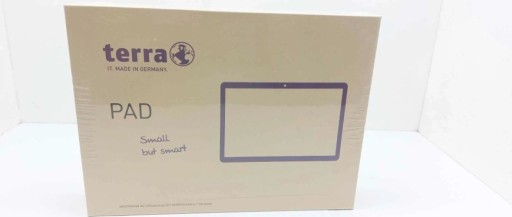 terra
IT. MADE IN GERMANY.
PAD
Small
but smart